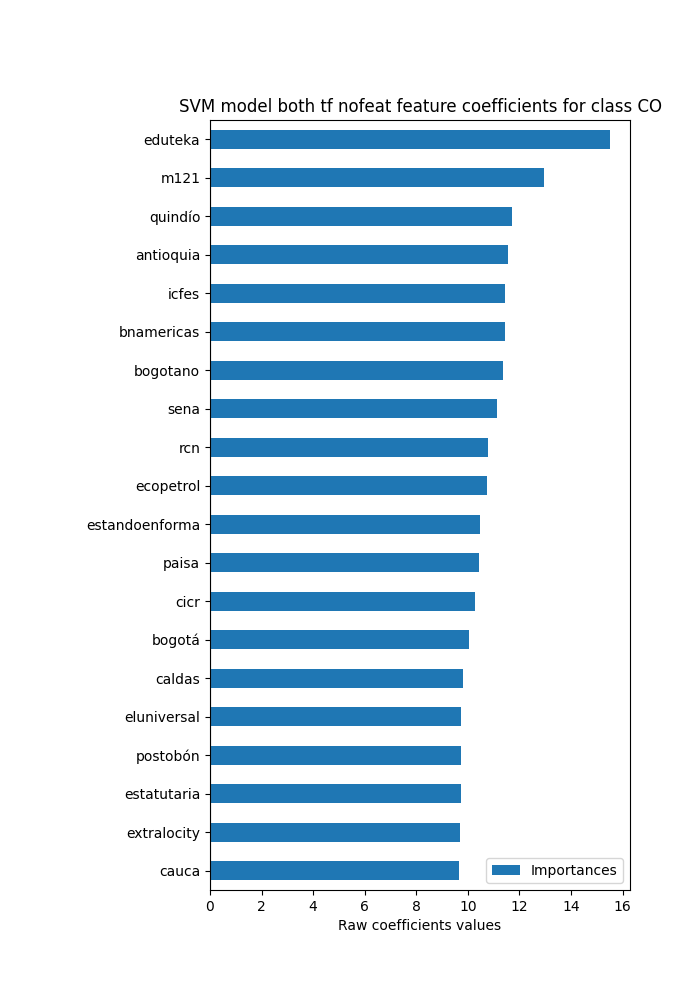 SVM model both tf nofeat feature coefficients for class CO
eduteka
m121
quindío
antioquia
icfes
bnamericas
bogotano
sena
rcn
ecopetrol
estandoenforma
paisa
cicr
bogotá
caldas
eluniversal
postobón
estatutaria
extralocity
cauca
Importances
0 2 4 6 8 10 12 14 16
Raw coefficients values